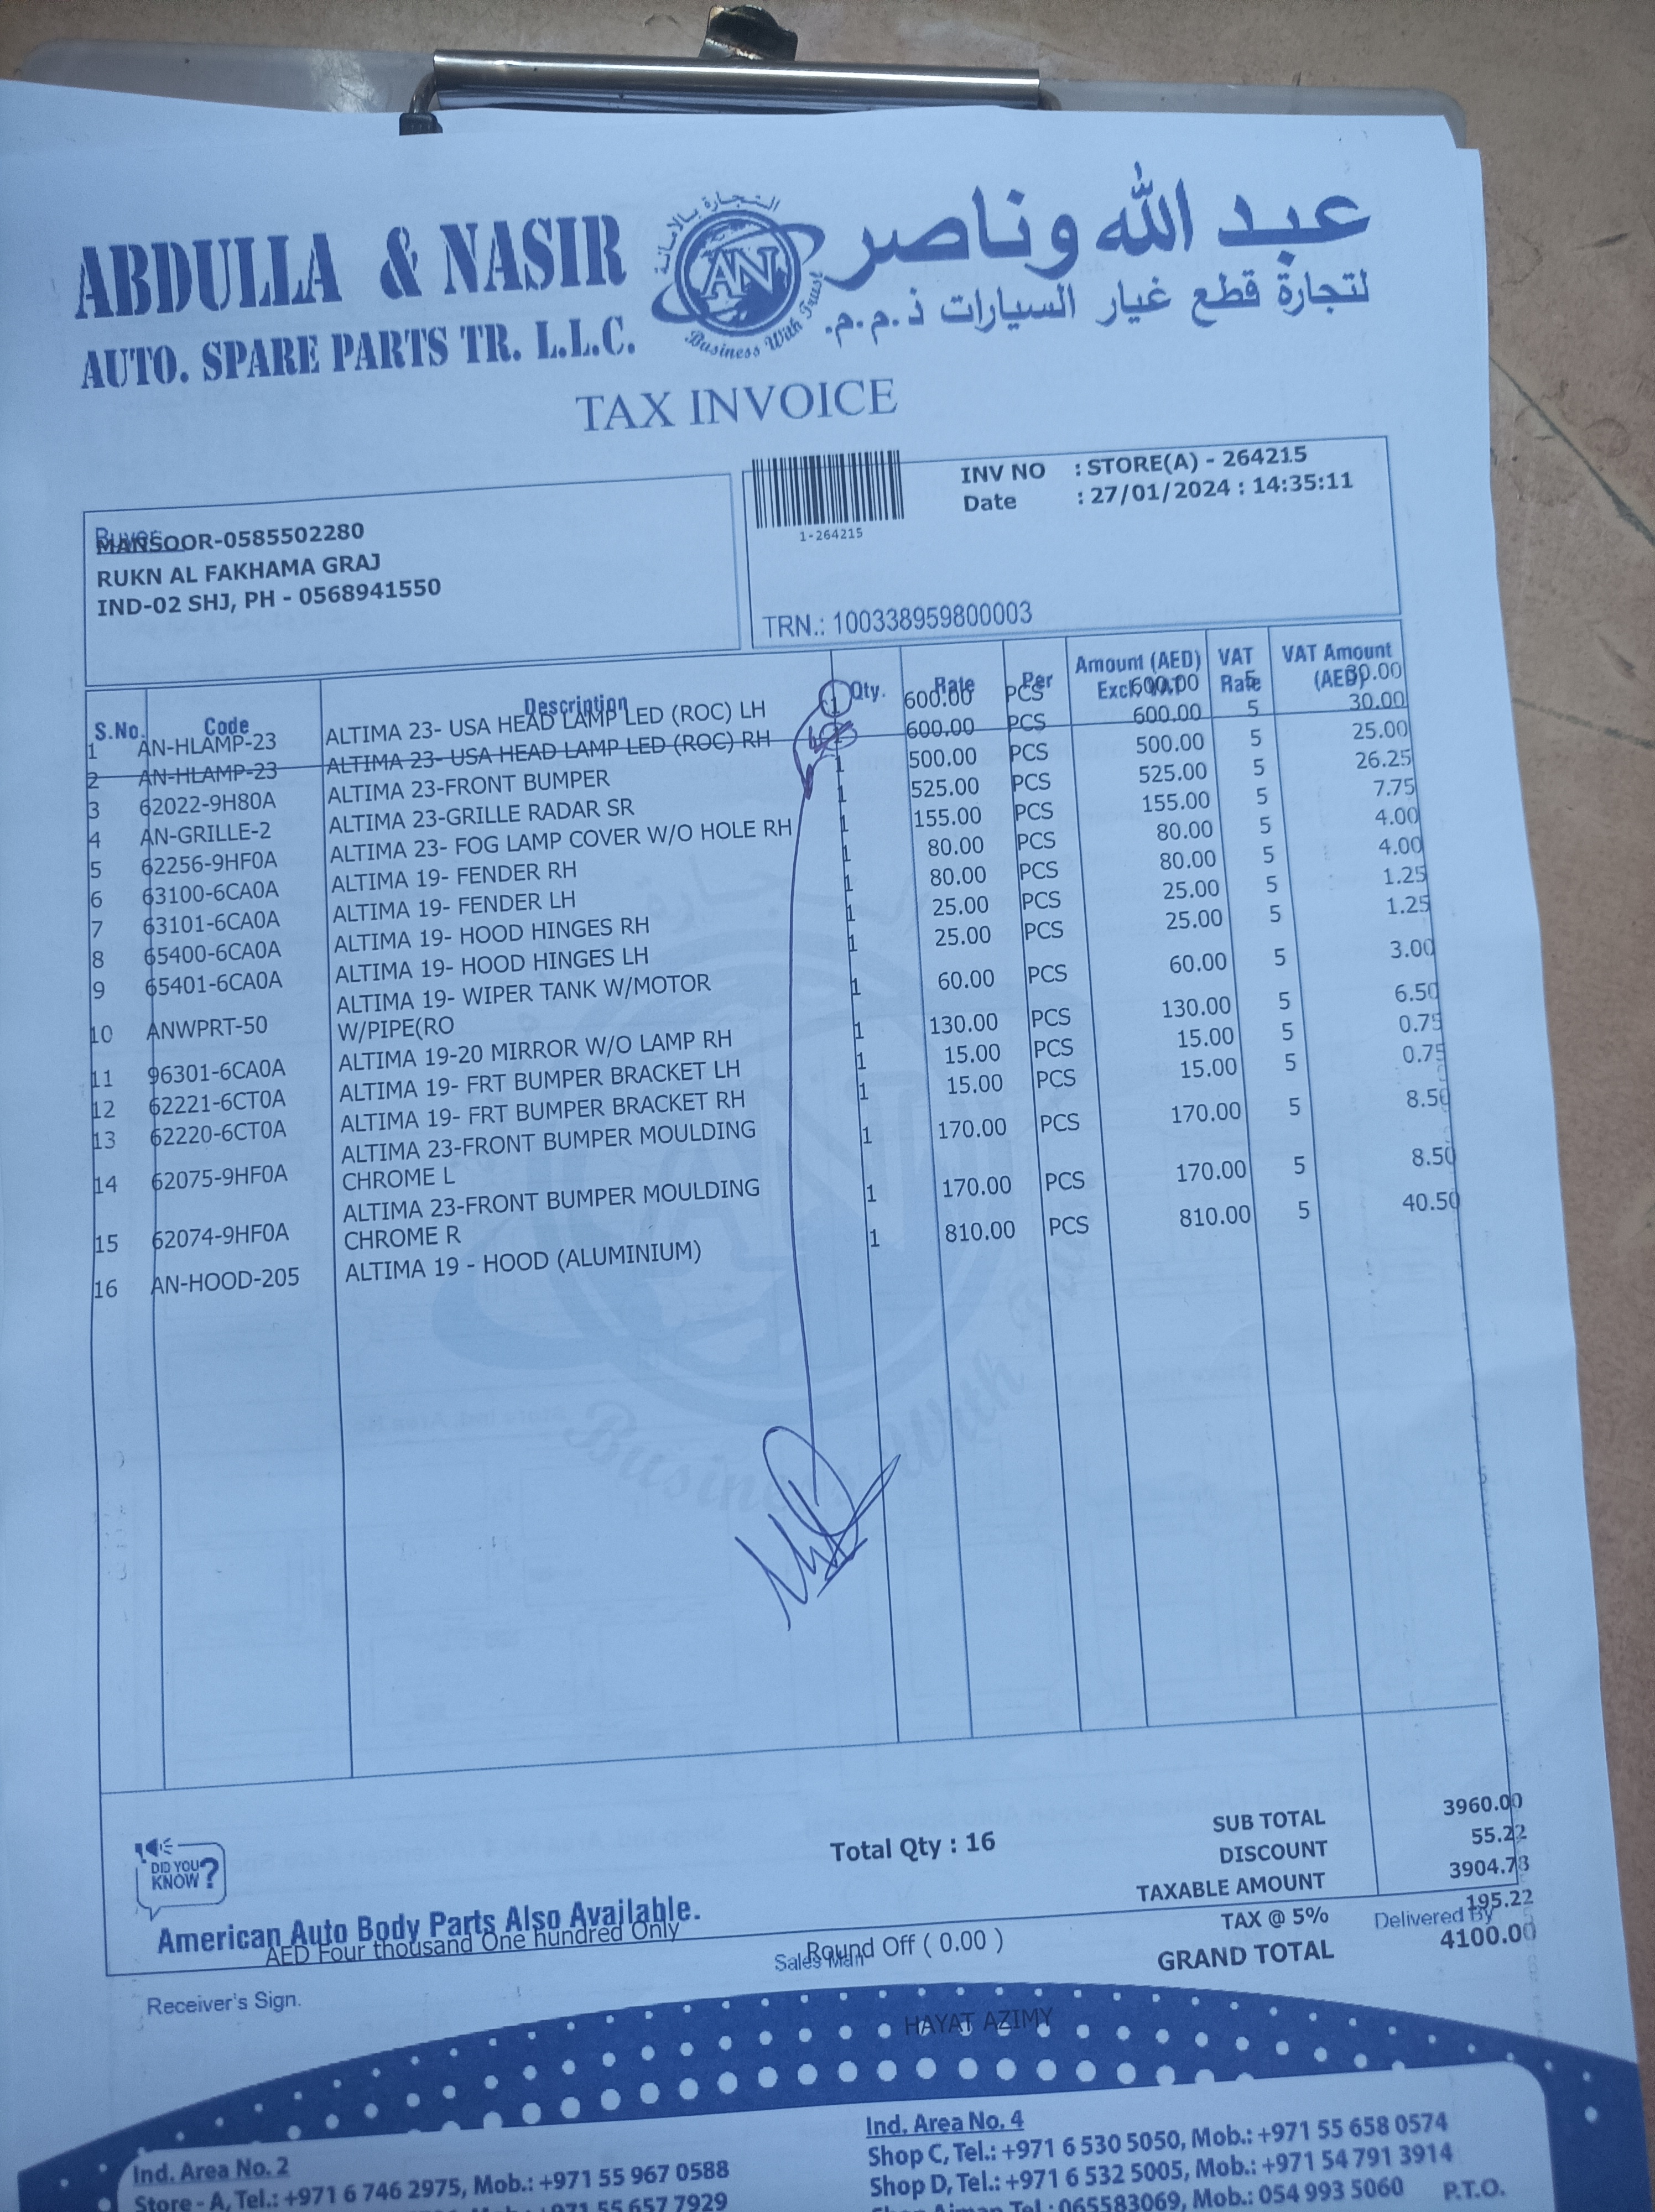 ABDULLA & NASIR
AUTO. SPARE PARTS TR. L.L.C.
التجارة بالأمانة
AN
Business With Trust
عبد الله وناصر
لتجارة قطع غيار السيارات ذ.م.م.
TAX INVOICE
Buyer
MANSOOR-0585502280
RUKN AL FAKHAMA GRAJ
IND-02 SHJ, PH - 0568941550
1-264215
INV NO : STORE(A) - 264215
Date : 27/01/2024 : 14:35:11
TRN.: 100338959800003
S.No. Code Description Qty. Rate Per Amount (AED) Excl. VAT VAT Rate VAT Amount (AED)
1 AN-HLAMP-23 ALTIMA 23- USA HEAD LAMP LED (ROC) LH 1 600.00 PCS 600.00 5 30.00
2 AN-HLAMP-23 ALTIMA 23- USA HEAD LAMP LED (ROC) RH 1 600.00 PCS 600.00 5 30.00
3 62022-9H80A ALTIMA 23-FRONT BUMPER 1 500.00 PCS 500.00 5 25.00
4 AN-GRILLE-2 ALTIMA 23-GRILLE RADAR SR 1 525.00 PCS 525.00 5 26.25
5 62256-9HF0A ALTIMA 23- FOG LAMP COVER W/O HOLE RH 1 155.00 PCS 155.00 5 7.75
6 63100-6CA0A ALTIMA 19- FENDER RH 1 80.00 PCS 80.00 5 4.00
7 63101-6CA0A ALTIMA 19- FENDER LH 1 80.00 PCS 80.00 5 4.00
8 65400-6CA0A ALTIMA 19- HOOD HINGES RH 1 25.00 PCS 25.00 5 1.25
9 65401-6CA0A ALTIMA 19- HOOD HINGES LH 1 25.00 PCS 25.00 5 1.25
10 ANWPRT-50 ALTIMA 19- WIPER TANK W/MOTOR W/PIPE(RO 1 60.00 PCS 60.00 5 3.00
11 96301-6CA0A ALTIMA 19-20 MIRROR W/O LAMP RH 1 130.00 PCS 130.00 5 6.50
12 62221-6CT0A ALTIMA 19- FRT BUMPER BRACKET LH 1 15.00 PCS 15.00 5 0.75
13 62220-6CT0A ALTIMA 19- FRT BUMPER BRACKET RH 1 15.00 PCS 15.00 5 0.75
14 62075-9HF0A ALTIMA 23-FRONT BUMPER MOULDING CHROME L 1 170.00 PCS 170.00 5 8.50
15 62074-9HF0A ALTIMA 23-FRONT BUMPER MOULDING CHROME R 1 170.00 PCS 170.00 5 8.50
16 AN-HOOD-205 ALTIMA 19 - HOOD (ALUMINIUM) 1 810.00 PCS 810.00 5 40.50
Business With
DID YOU KNOW?
American Auto Body Parts Also Available.
AED Four thousand One hundred Only
Total Qty : 16
Round Off ( 0.00 )
SUB TOTAL 3960.00
DISCOUNT 55.22
TAXABLE AMOUNT 3904.78
TAX @ 5% 195.22
GRAND TOTAL 4100.00
Receiver's Sign.
Sales Man
Delivered By
HAYAT AZIMY
Ind. Area No. 2
Store - A, Tel.: +971 6 746 2975, Mob.: +971 55 967 0588
+971 55 657 7929
Ind. Area No. 4
Shop C, Tel.: +971 6 530 5050, Mob.: +971 55 658 0574
Shop D, Tel.: +971 6 532 5005, Mob.: +971 54 791 3914
Shop Ajman Tel.: 065583069, Mob.: 054 993 5060
P.T.O.